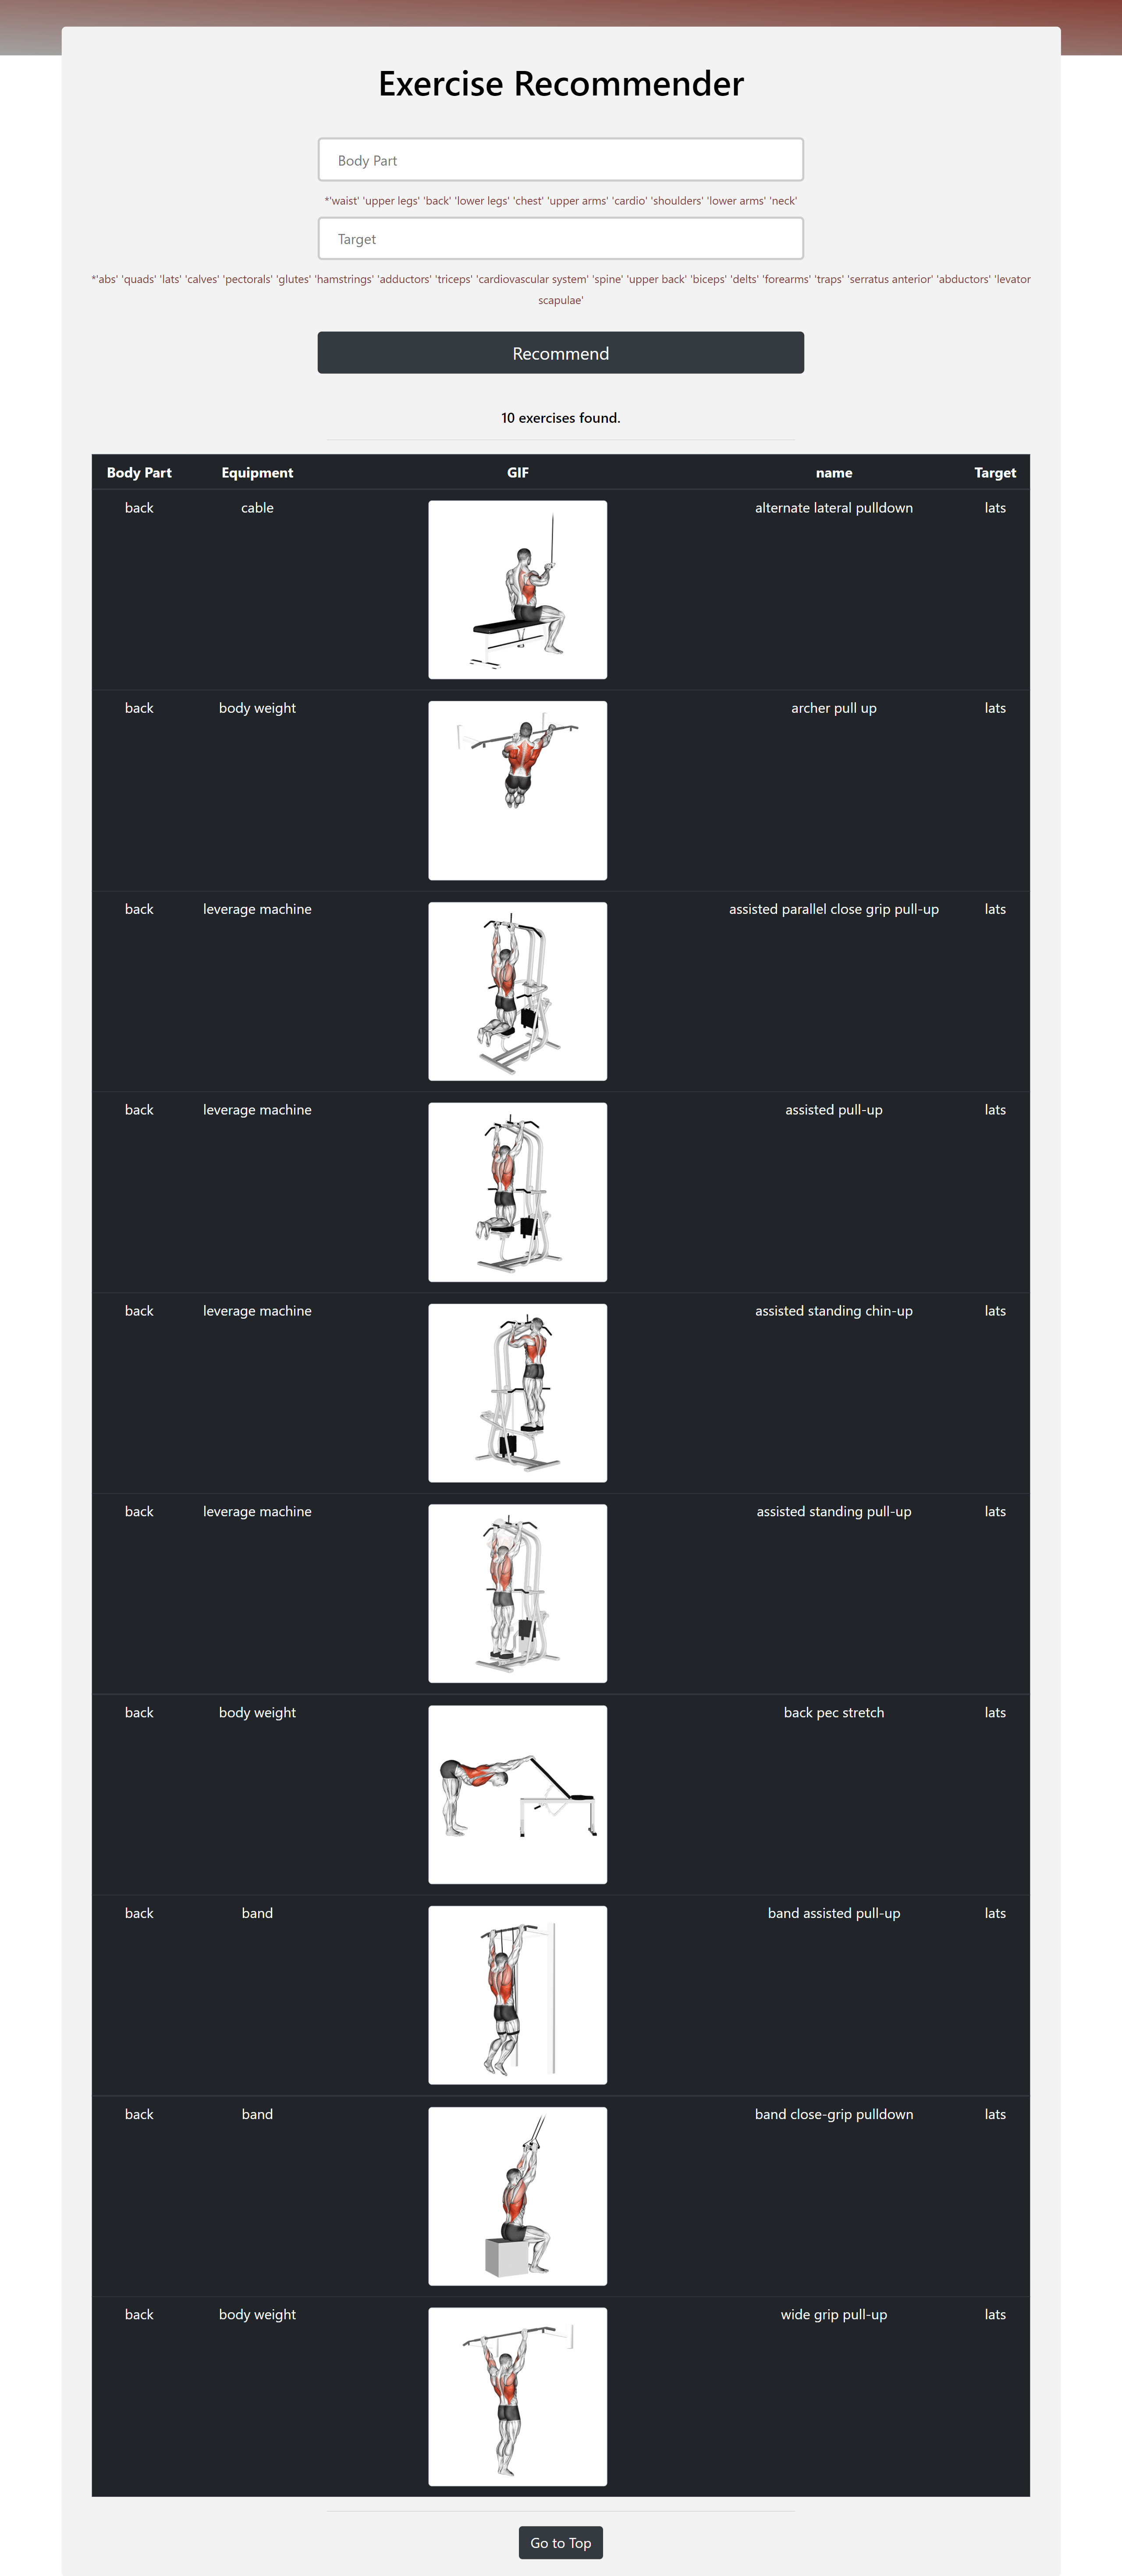 Exercise Recommender
Body Part
*'waist' 'upper legs' 'back' 'lower legs' 'chest' 'upper arms' 'cardio' 'shoulders' 'lower arms' 'neck'
Target
*'abs' 'quads' 'lats' 'calves' 'pectorals' 'glutes' 'hamstrings' 'adductors' 'triceps' 'cardiovascular system' 'spine' 'upper back' 'biceps' 'delts' 'forearms' 'traps' 'serratus anterior' 'abductors' 'levator
scapulae'
Recommend
10 exercises found.
Body Part Equipment GIF name Target
back cable alternate lateral pulldown lats
back body weight archer pull up lats
back leverage machine assisted parallel close grip pull-up lats
back leverage machine assisted pull-up lats
back leverage machine assisted standing chin-up lats
back leverage machine assisted standing pull-up lats
back body weight back pec stretch lats
back band band assisted pull-up lats
back band band close-grip pulldown lats
back body weight wide grip pull-up lats
Go to Top